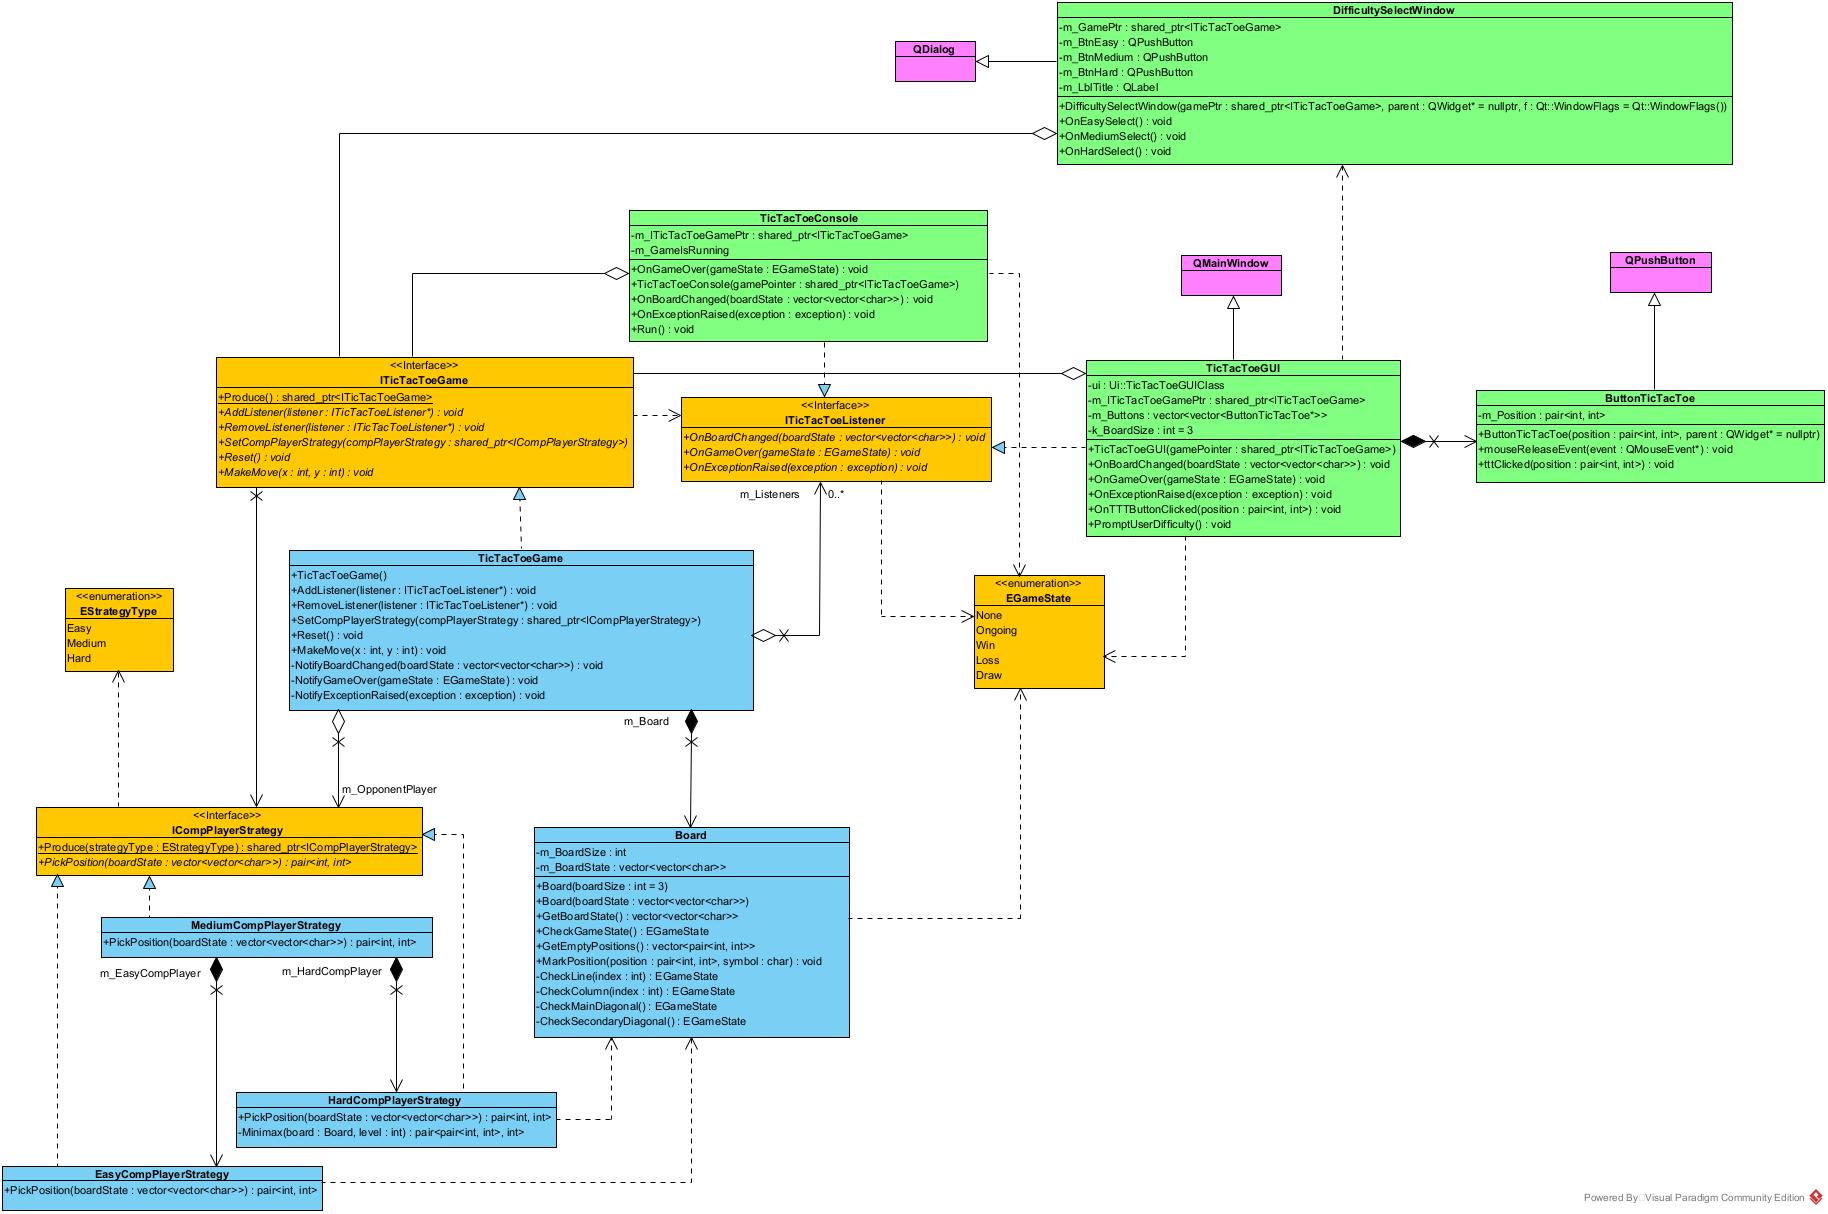 DifficultySelectWindow
-m_GamePtr : shared_ptr<ITicTacToeGame>
-m_BtnEasy : QPushButton
-m_BtnMedium : QPushButton
-m_BtnHard : QPushButton
-m_LblTitle : QLabel
+DifficultySelectWindow(gamePtr : shared_ptr<ITicTacToeGame>, parent : QWidget* = nullptr, f : Qt::WindowFlags = Qt::WindowFlags())
+OnEasySelect() : void
+OnMediumSelect() : void
+OnHardSelect() : void
QDialog
TicTacToeConsole
-m_ITicTacToeGamePtr : shared_ptr<ITicTacToeGame>
-m_GameIsRunning
+OnGameOver(gameState : EGameState) : void
+TicTacToeConsole(gamePointer : shared_ptr<ITicTacToeGame>)
+OnBoardChanged(boardState : vector<vector<char>>) : void
+OnExceptionRaised(exception : exception) : void
+Run() : void
QMainWindow
QPushButton
<<Interface>>
ITicTacToeGame
+Produce() : shared_ptr<ITicTacToeGame>
+AddListener(listener : ITicTacToeListener*) : void
+RemoveListener(listener : ITicTacToeListener*) : void
+SetCompPlayerStrategy(compPlayerStrategy : shared_ptr<ICompPlayerStrategy>)
+Reset() : void
+MakeMove(x : int, y : int) : void
<<Interface>>
ITicTacToeListener
+OnBoardChanged(boardState : vector<vector<char>>) : void
+OnGameOver(gameState : EGameState) : void
+OnExceptionRaised(exception : exception) : void
m_Listeners
0..*
TicTacToeGUI
-ui : Ui::TicTacToeGUIClass
-m_ITicTacToeGamePtr : shared_ptr<ITicTacToeGame>
-m_Buttons : vector<vector<ButtonTicTacToe*>>
-k_BoardSize : int = 3
+TicTacToeGUI(gamePointer : shared_ptr<ITicTacToeGame>)
+OnBoardChanged(boardState : vector<vector<char>>) : void
+OnGameOver(gameState : EGameState) : void
+OnExceptionRaised(exception : exception) : void
+OnTTTButtonClicked(position : pair<int, int>) : void
+PromptUserDifficulty() : void
ButtonTicTacToe
-m_Position : pair<int, int>
+ButtonTicTacToe(position : pair<int, int>, parent : QWidget* = nullptr)
+mouseReleaseEvent(event : QMouseEvent*) : void
+tttClicked(position : pair<int, int>) : void
TicTacToeGame
+TicTacToeGame()
+AddListener(listener : ITicTacToeListener*) : void
+RemoveListener(listener : ITicTacToeListener*) : void
+SetCompPlayerStrategy(compPlayerStrategy : shared_ptr<ICompPlayerStrategy>)
+Reset() : void
+MakeMove(x : int, y : int) : void
-NotifyBoardChanged(boardState : vector<vector<char>>) : void
-NotifyGameOver(gameState : EGameState) : void
-NotifyExceptionRaised(exception : exception) : void
<<enumeration>>
EGameState
None
Ongoing
Win
Loss
Draw
<<enumeration>>
EStrategyType
Easy
Medium
Hard
m_Board
m_OpponentPlayer
<<Interface>>
ICompPlayerStrategy
+Produce(strategyType : EStrategyType) : shared_ptr<ICompPlayerStrategy>
+PickPosition(boardState : vector<vector<char>>) : pair<int, int>
Board
-m_BoardSize : int
-m_BoardState : vector<vector<char>>
+Board(boardSize : int = 3)
+Board(boardState : vector<vector<char>>)
+GetBoardState() : vector<vector<char>>
+CheckGameState() : EGameState
+GetEmptyPositions() : vector<pair<int, int>>
+MarkPosition(position : pair<int, int>, symbol : char) : void
-CheckLine(index : int) : EGameState
-CheckColumn(index : int) : EGameState
-CheckMainDiagonal() : EGameState
-CheckSecondaryDiagonal() : EGameState
MediumCompPlayerStrategy
+PickPosition(boardState : vector<vector<char>>) : pair<int, int>
m_EasyCompPlayer
m_HardCompPlayer
HardCompPlayerStrategy
+PickPosition(boardState : vector<vector<char>>) : pair<int, int>
-Minimax(board : Board, level : int) : pair<pair<int, int>, int>
EasyCompPlayerStrategy
+PickPosition(boardState : vector<vector<char>>) : pair<int, int>
Powered By Visual Paradigm Community Edition